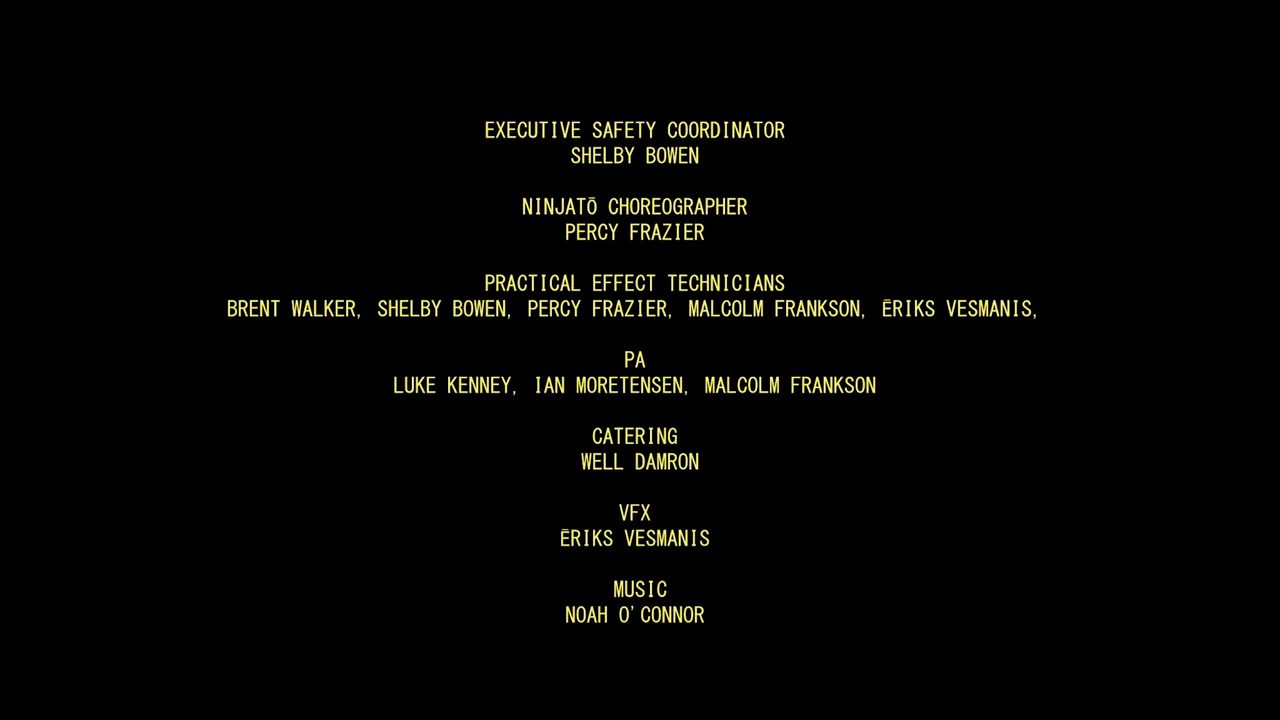 EXECUTIVE SAFETY COORDINATOR
SHELBY BOWEN
NINJATŌ CHOREOGRAPHER
PERCY FRAZIER
PRACTICAL EFFECT TECHNICIANS
BRENT WALKER, SHELBY BOWEN, PERCY FRAZIER, MALCOLM FRANKSON, ĒRIKS VESMANIS,
PA
LUKE KENNEY, IAN MORETENSEN, MALCOLM FRANKSON
CATERING
WELL DAMRON
VFX
ĒRIKS VESMANIS
MUSIC
NOAH O'CONNOR